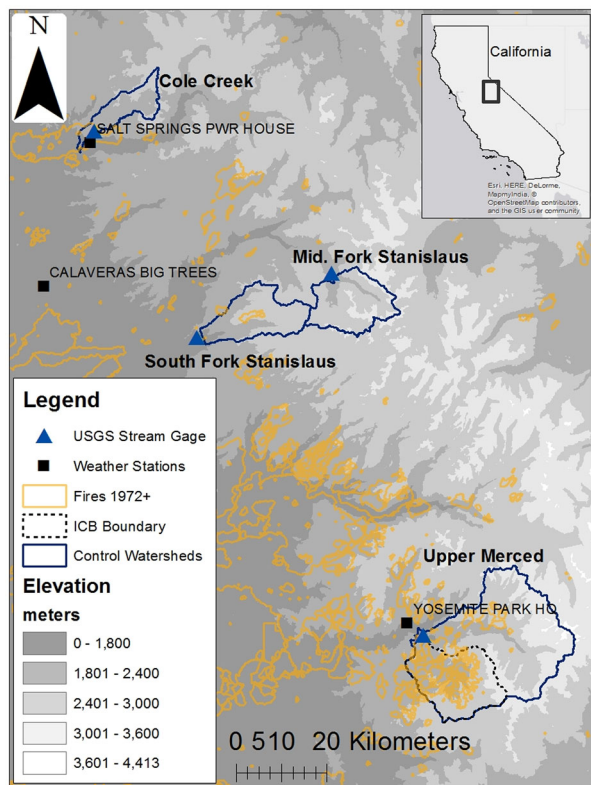 N
Cole Creek
SALT SPRINGS PWR HOUSE
California
Esri, HERE, DeLorme,
MapmyIndia, ©
OpenStreetMap contributors,
and the GIS user community
Mid. Fork Stanislaus
CALAVERAS BIG TREES
South Fork Stanislaus
Legend
USGS Stream Gage
Weather Stations
Fires 1972+
ICB Boundary
Control Watersheds
Elevation
meters
0 - 1,800
1,801 - 2,400
2,401 - 3,000
3,001 - 3,600
3,601 - 4,413
Upper Merced
YOSEMITE PARK HQ
0 510 20 Kilometers